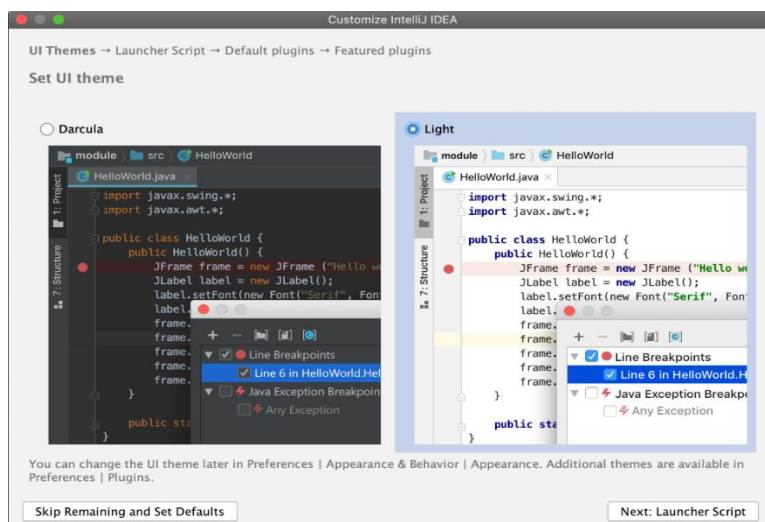 Customize IntelliJ IDEA
UI Themes → Launcher Script → Default plugins → Featured plugins
Set UI theme
Darcula
module src HelloWorld
HelloWorld.java ×
1: Project
7: Structure
import javax.swing.*;
import javax.awt.*;
public class HelloWorld {
public HelloWorld() {
JFrame frame = new JFrame ("Hello wo
JLabel label = new JLabel();
label.setFont(new Font("Serif", Fon
label.
frame.
frame.
frame.
frame.
frame.
}
public sta
}
+ −
Line Breakpoints
Line 6 in HelloWorld.Hel
Java Exception Breakpoin
Any Exception
Light
module src HelloWorld
HelloWorld.java ×
1: Project
7: Structure
import javax.swing.*;
import javax.awt.*;
public class HelloWorld {
public HelloWorld() {
JFrame frame = new JFrame ("Hello we
JLabel label = new JLabel();
label.setFont(new Font("Serif", Fon
label.
frame.
frame.
frame.
frame.
frame.
}
public sta
}
+ −
Line Breakpoints
Line 6 in HelloWorld.H
Java Exception Breakpo
Any Exception
You can change the UI theme later in Preferences | Appearance & Behavior | Appearance. Additional themes are available in
Preferences | Plugins.
Skip Remaining and Set Defaults
Next: Launcher Script